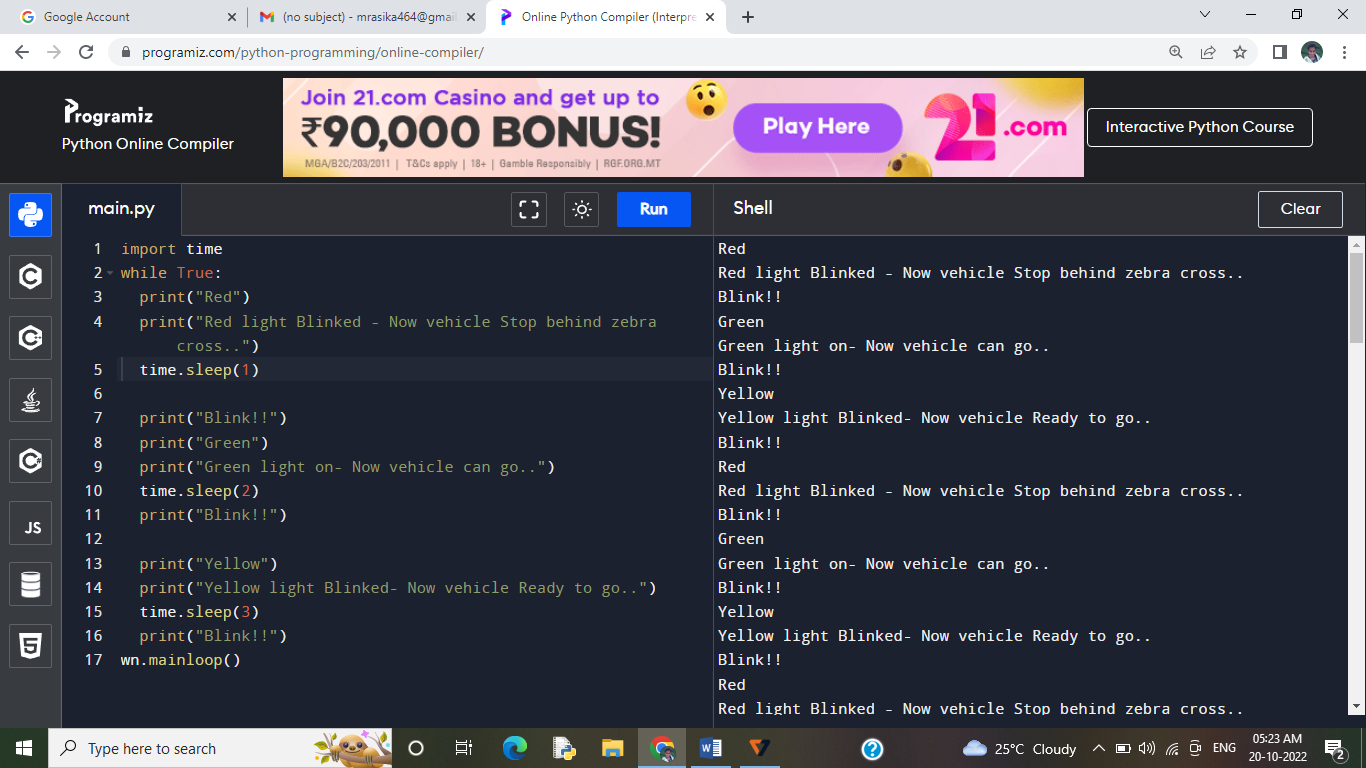 Google Account
(no subject) - mrasika464@gmai
Online Python Compiler (Interpre
programiz.com/python-programming/online-compiler/
Programiz
Python Online Compiler
Join 21.com Casino and get up to
₹90,000 BONUS!
MGA/B2C/203/2011 | T&Cs apply | 18+ | Gamble Responsibly | RGF.ORG.MT
Play Here
21.com
Interactive Python Course
main.py
Run
Shell
Clear
JS
1 import time
2 while True:
3 print("Red")
4 print("Red light Blinked - Now vehicle Stop behind zebra
cross..")
5 time.sleep(1)
6
7 print("Blink!!")
8 print("Green")
9 print("Green light on- Now vehicle can go..")
10 time.sleep(2)
11 print("Blink!!")
12
13 print("Yellow")
14 print("Yellow light Blinked- Now vehicle Ready to go..")
15 time.sleep(3)
16 print("Blink!!")
17 wn.mainloop()
Red
Red light Blinked - Now vehicle Stop behind zebra cross..
Blink!!
Green
Green light on- Now vehicle can go..
Blink!!
Yellow
Yellow light Blinked- Now vehicle Ready to go..
Blink!!
Red
Red light Blinked - Now vehicle Stop behind zebra cross..
Blink!!
Green
Green light on- Now vehicle can go..
Blink!!
Yellow
Yellow light Blinked- Now vehicle Ready to go..
Blink!!
Red
Red light Blinked - Now vehicle Stop behind zebra cross..
Type here to search
25°C Cloudy
ENG
05:23 AM
20-10-2022
2